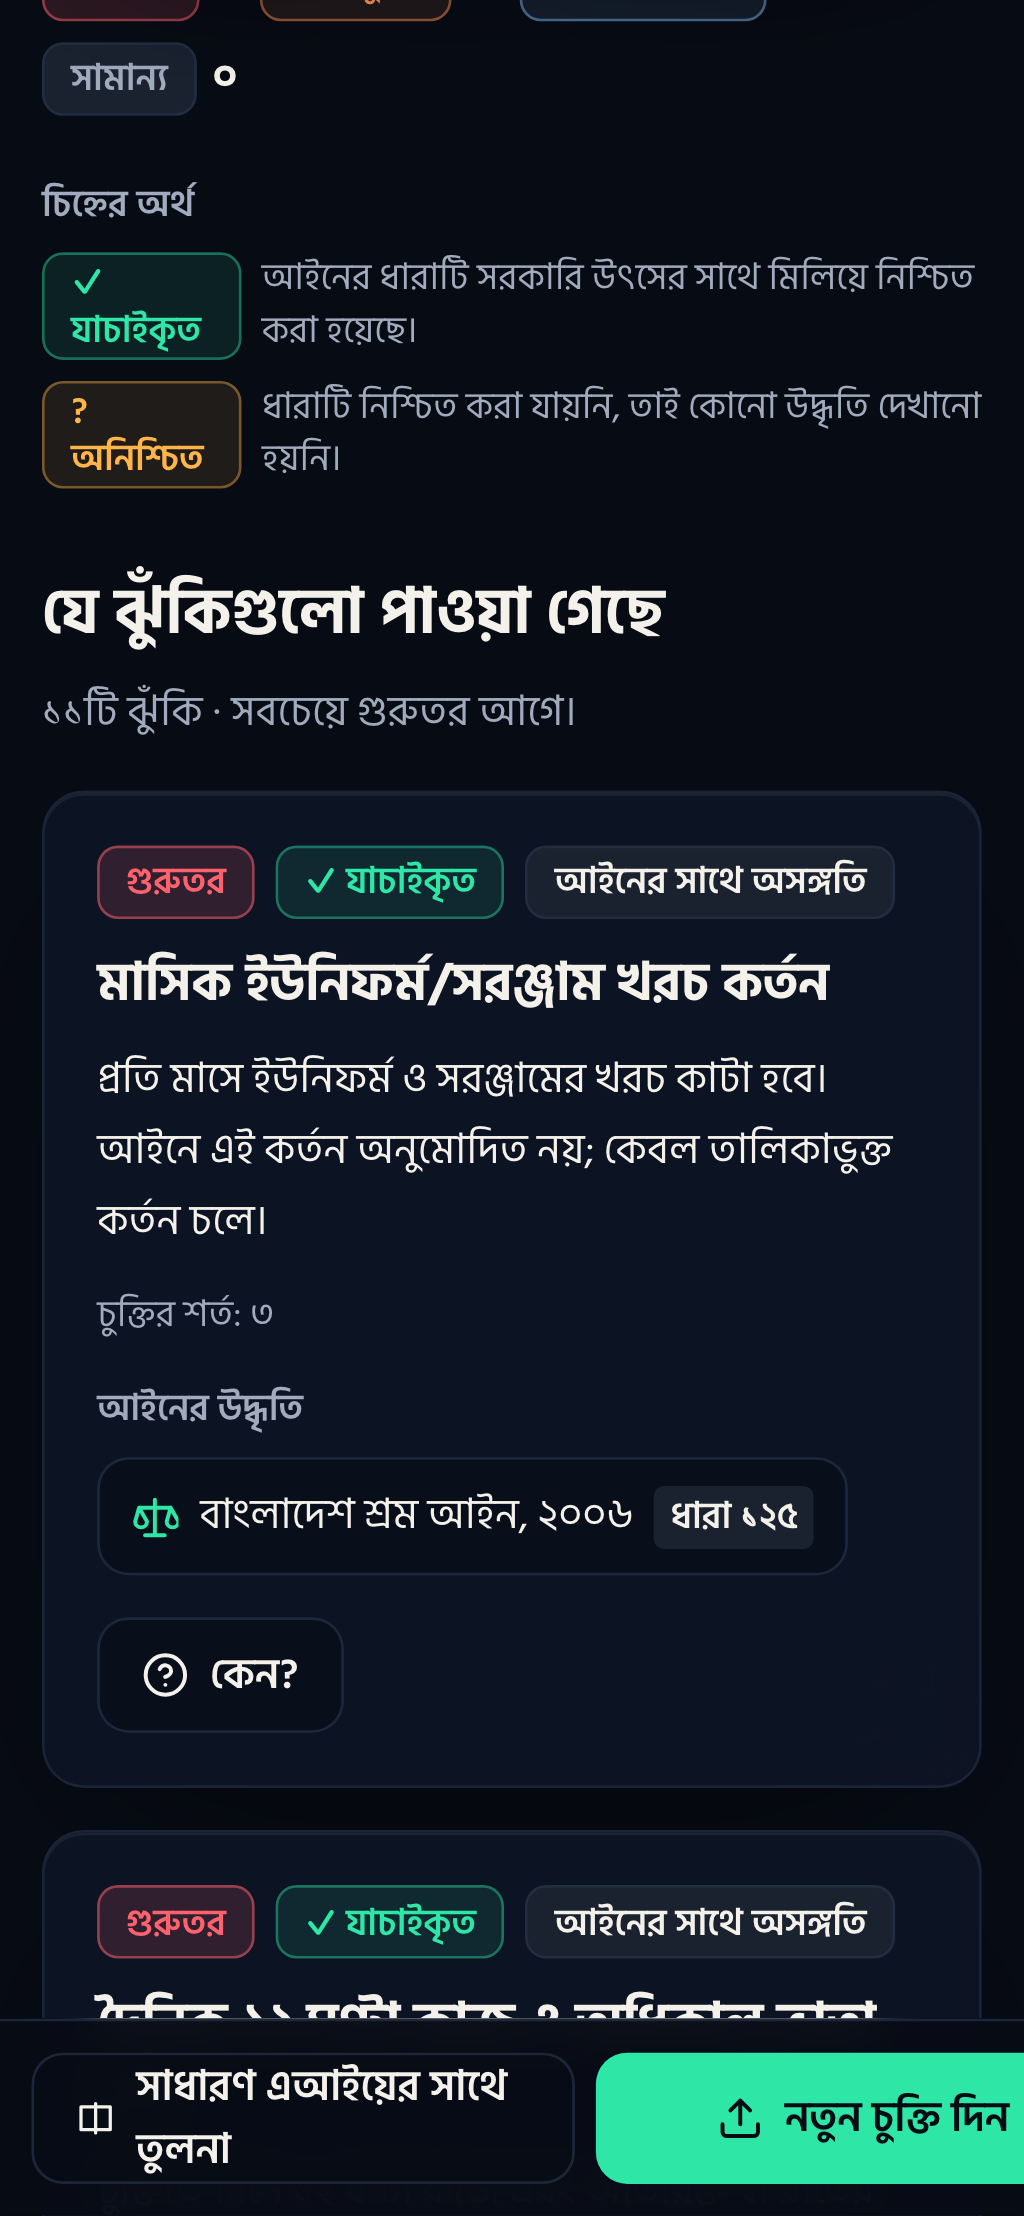 সামান্য ০
চিহ্নের অর্থ
✓ যাচাইকৃত
আইনের ধারাটি সরকারি উৎসের সাথে মিলিয়ে নিশ্চিত
করা হয়েছে।
?
অনিশ্চিত
ধারাটি নিশ্চিত করা যায়নি, তাই কোনো উদ্ধৃতি দেখানো
হয়নি।
যে ঝুঁকিগুলো পাওয়া গেছে
১১টি ঝুঁকি · সবচেয়ে গুরুতর আগে।
গুরুতর ✓ যাচাইকৃত আইনের সাথে অসঙ্গতি
মাসিক ইউনিফর্ম/সরঞ্জাম খরচ কর্তন
প্রতি মাসে ইউনিফর্ম ও সরঞ্জামের খরচ কাটা হবে।
আইনে এই কর্তন অনুমোদিত নয়; কেবল তালিকাভুক্ত
কর্তন চলে।
চুক্তির শর্ত: ৩
আইনের উদ্ধৃতি
বাংলাদেশ শ্রম আইন, ২০০৬ ধারা ১২৫
কেন?
গুরুতর ✓ যাচাইকৃত আইনের সাথে অসঙ্গতি
সাধারণ এআইয়ের সাথে
তুলনা
নতুন চুক্তি দিন